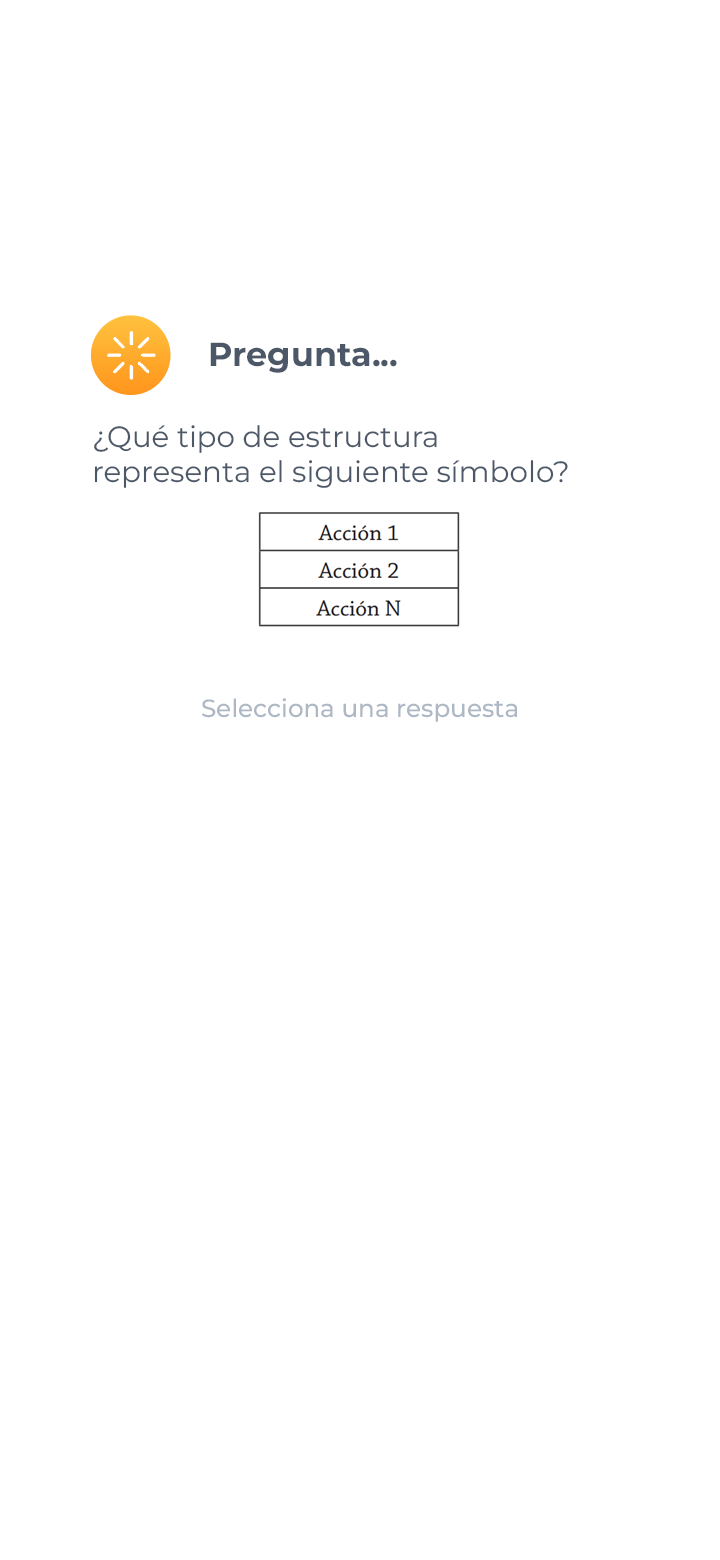 Pregunta...
¿Qué tipo de estructura
representa el siguiente símbolo?
Acción 1
Acción 2
Acción N
Selecciona una respuesta